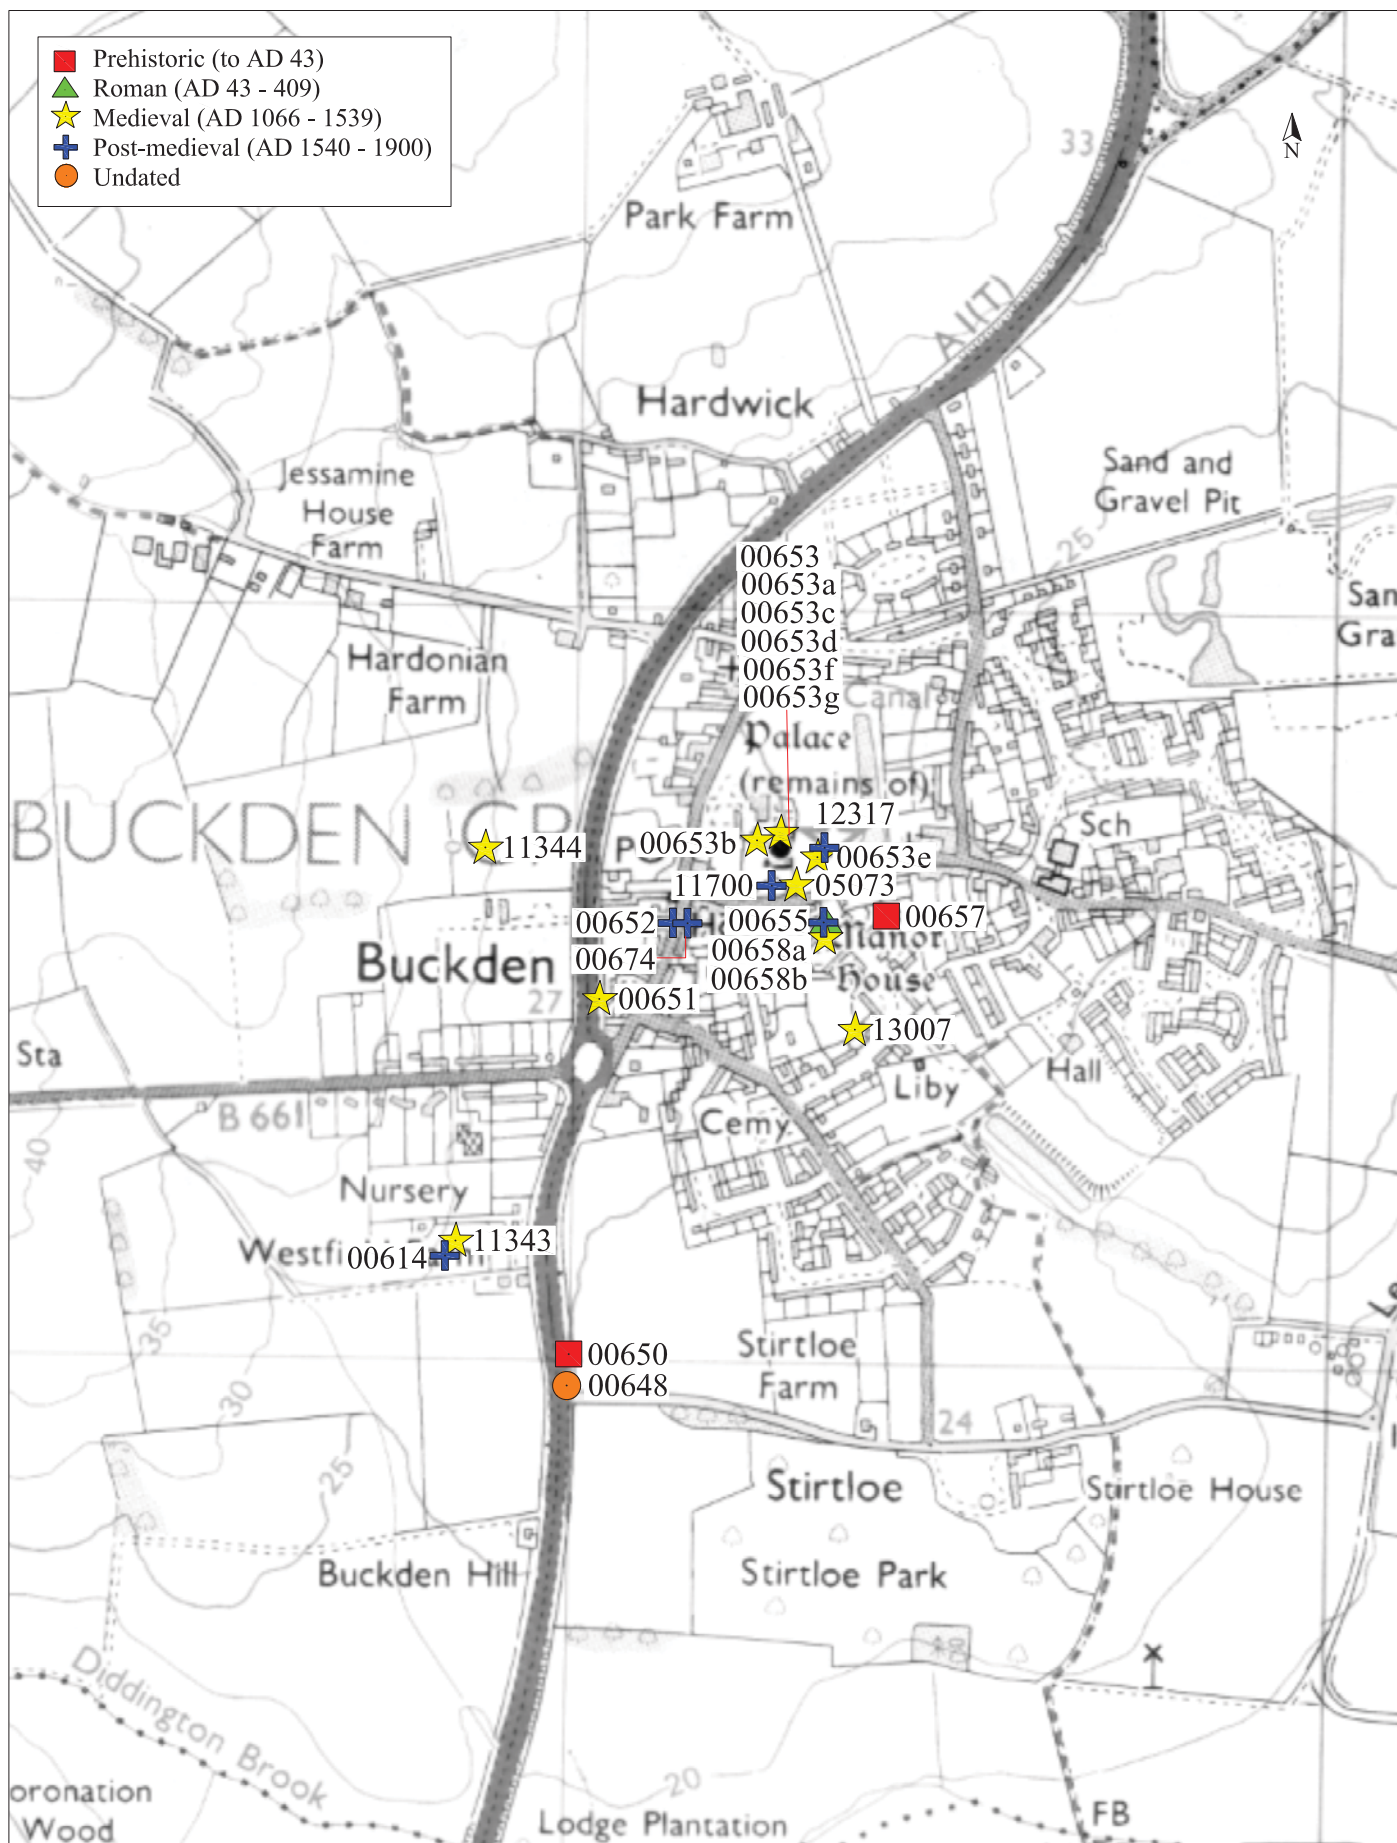 Prehistoric (to AD 43)
Roman (AD 43 - 409)
Medieval (AD 1066 - 1539)
Post-medieval (AD 1540 - 1900)
Undated
N
33
Park Farm
A1(T)
Hardwick
Jessamine
House
Farm
Sand and
Gravel Pit
25
00653
00653a
00653c
00653d
00653f
00653g
San
Gra
Hardonian
Farm
Canal
Palace
(remains of)
BUCKDEN C P
12317
Sch
11344
00653b
00653e
11700
05073
00652
00655
00657
Manor
House
00658a
00658b
Buckden
00674
27
00651
13007
Sta
Hall
Liby
B 661
Cemy
40
Nursery
11343
00614
35
00650
00648
Stirtloe
Farm
30
24
25
Stirtloe
Stirtloe House
Buckden Hill
Stirtloe Park
Diddington Brook
20
oronation
Wood
Lodge Plantation
FB